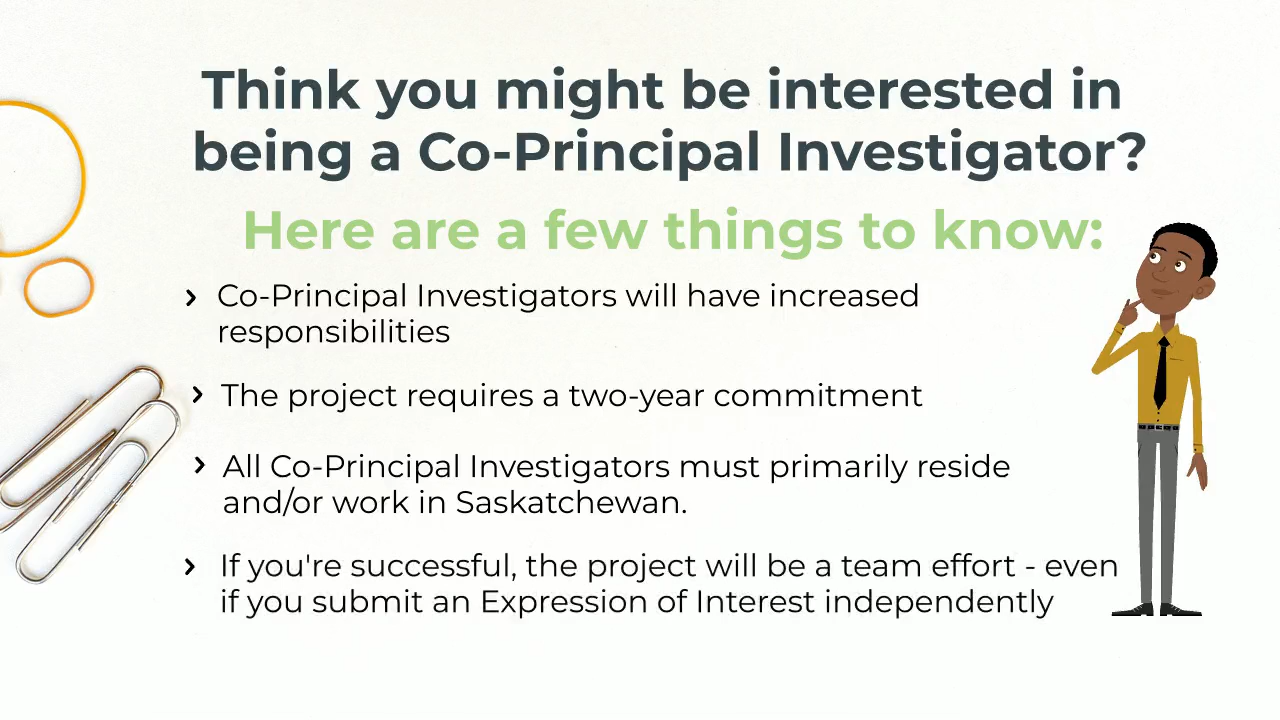 Think you might be interested in
being a Co-Principal Investigator?
Here are a few things to know:
› Co-Principal Investigators will have increased
responsibilities
› The project requires a two-year commitment
› All Co-Principal Investigators must primarily reside
and/or work in Saskatchewan.
› If you're successful, the project will be a team effort - even
if you submit an Expression of Interest independently